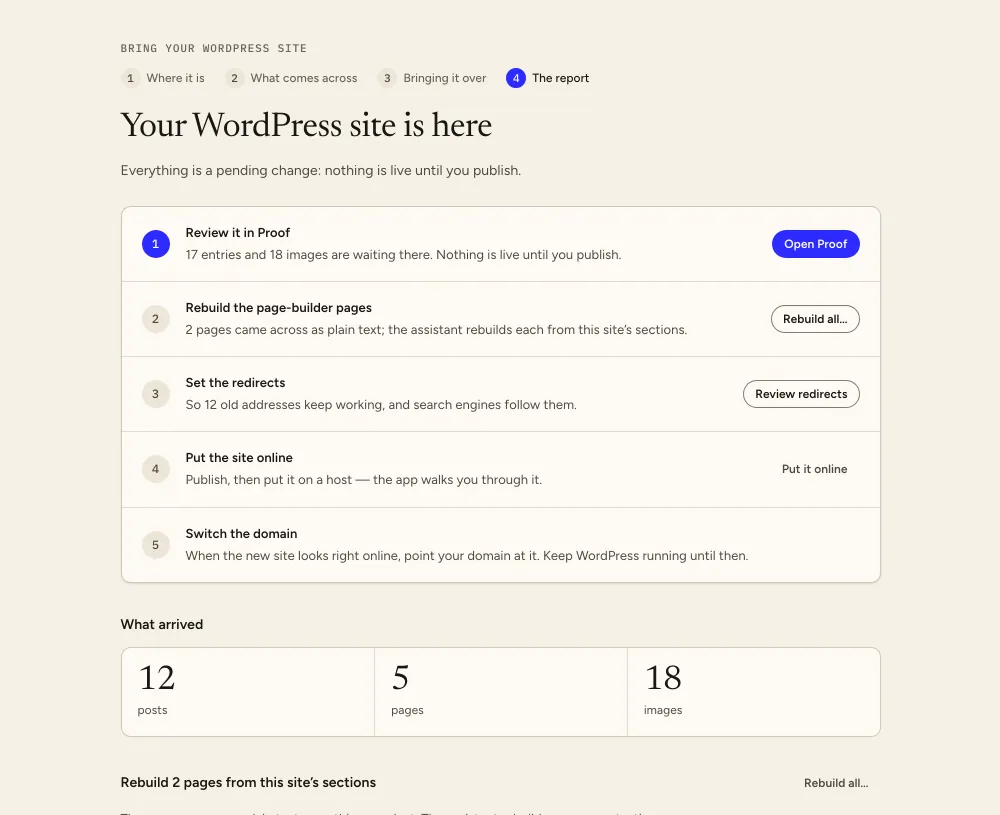 BRING YOUR WORDPRESS SITE
1 Where it is 2 What comes across 3 Bringing it over 4 The report
Your WordPress site is here
Everything is a pending change: nothing is live until you publish.
1 Review it in Proof
17 entries and 18 images are waiting there. Nothing is live until you publish.
Open Proof
2 Rebuild the page-builder pages
2 pages came across as plain text; the assistant rebuilds each from this site’s sections.
Rebuild all…
3 Set the redirects
So 12 old addresses keep working, and search engines follow them.
Review redirects
4 Put the site online
Publish, then put it on a host — the app walks you through it.
Put it online
5 Switch the domain
When the new site looks right online, point your domain at it. Keep WordPress running until then.
What arrived
12 5 18
posts pages images
Rebuild 2 pages from this site’s sections Rebuild all…